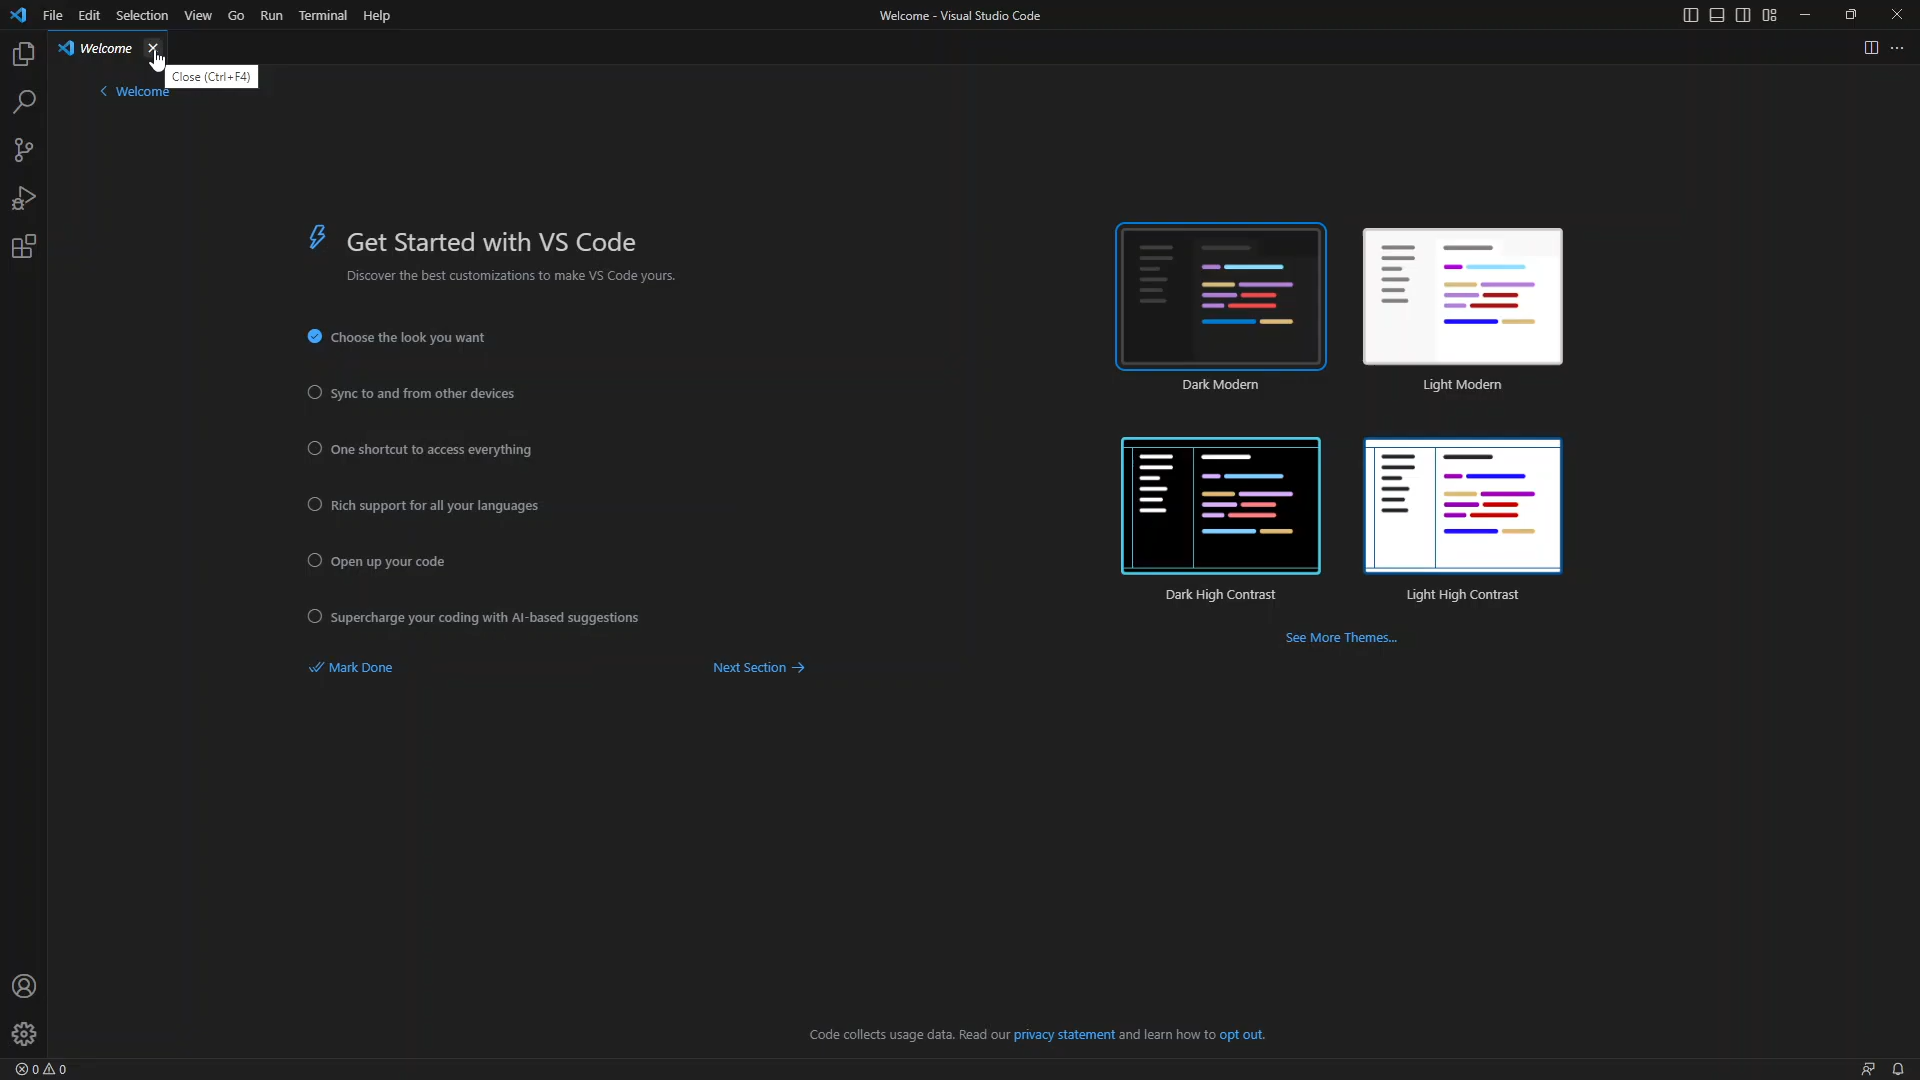 File Edit Selection View Go Run Terminal Help
Welcome - Visual Studio Code
Welcome
Close (Ctrl+F4)
Welcome
Get Started with VS Code
Discover the best customizations to make VS Code yours.
Choose the look you want
Sync to and from other devices
One shortcut to access everything
Rich support for all your languages
Open up your code
Supercharge your coding with AI-based suggestions
Mark Done
Next Section
Dark Modern
Light Modern
Dark High Contrast
Light High Contrast
See More Themes...
Code collects usage data. Read our privacy statement and learn how to opt out.
0 0